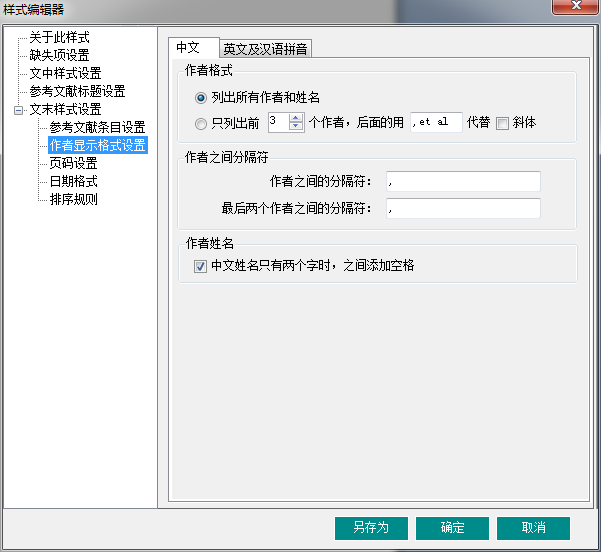 样式编辑器
关于此样式
缺失项设置
文中样式设置
参考文献标题设置
文末样式设置
参考文献条目设置
作者显示格式设置
页码设置
日期格式
排序规则
中文 英文及汉语拼音
作者格式
列出所有作者和姓名
只列出前 3 个作者，后面的用 ,et al 代替 斜体
作者之间分隔符
作者之间的分隔符： ,
最后两个作者之间的分隔符： ,
作者姓名
中文姓名只有两个字时，之间添加空格
另存为 确定 取消